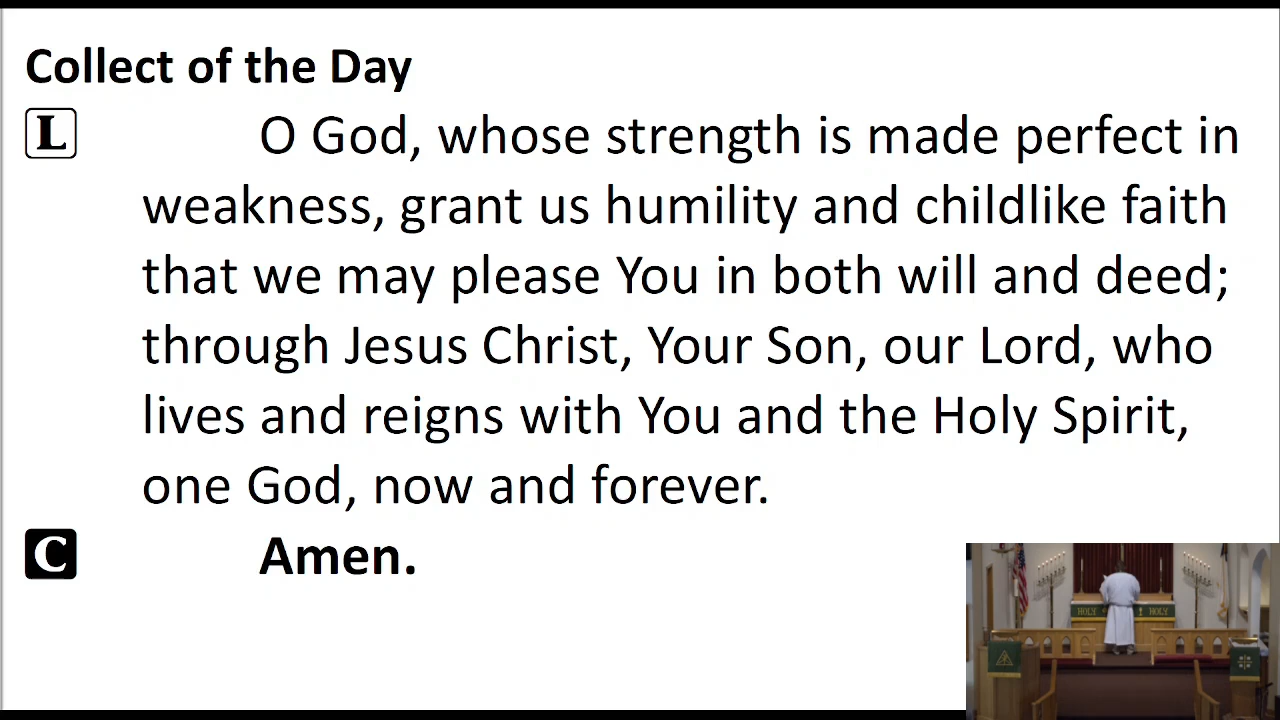 Collect of the Day
L O God, whose strength is made perfect in
weakness, grant us humility and childlike faith
that we may please You in both will and deed;
through Jesus Christ, Your Son, our Lord, who
lives and reigns with You and the Holy Spirit,
one God, now and forever.
C Amen.
HOLY HOLY